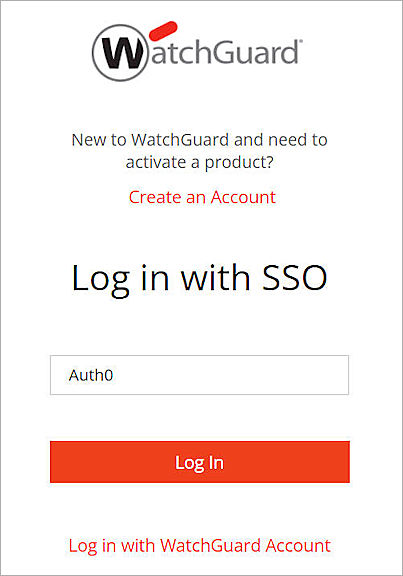 WatchGuard
New to WatchGuard and need to
activate a product?
Create an Account
Log in with SSO
Auth0
Log In
Log in with WatchGuard Account